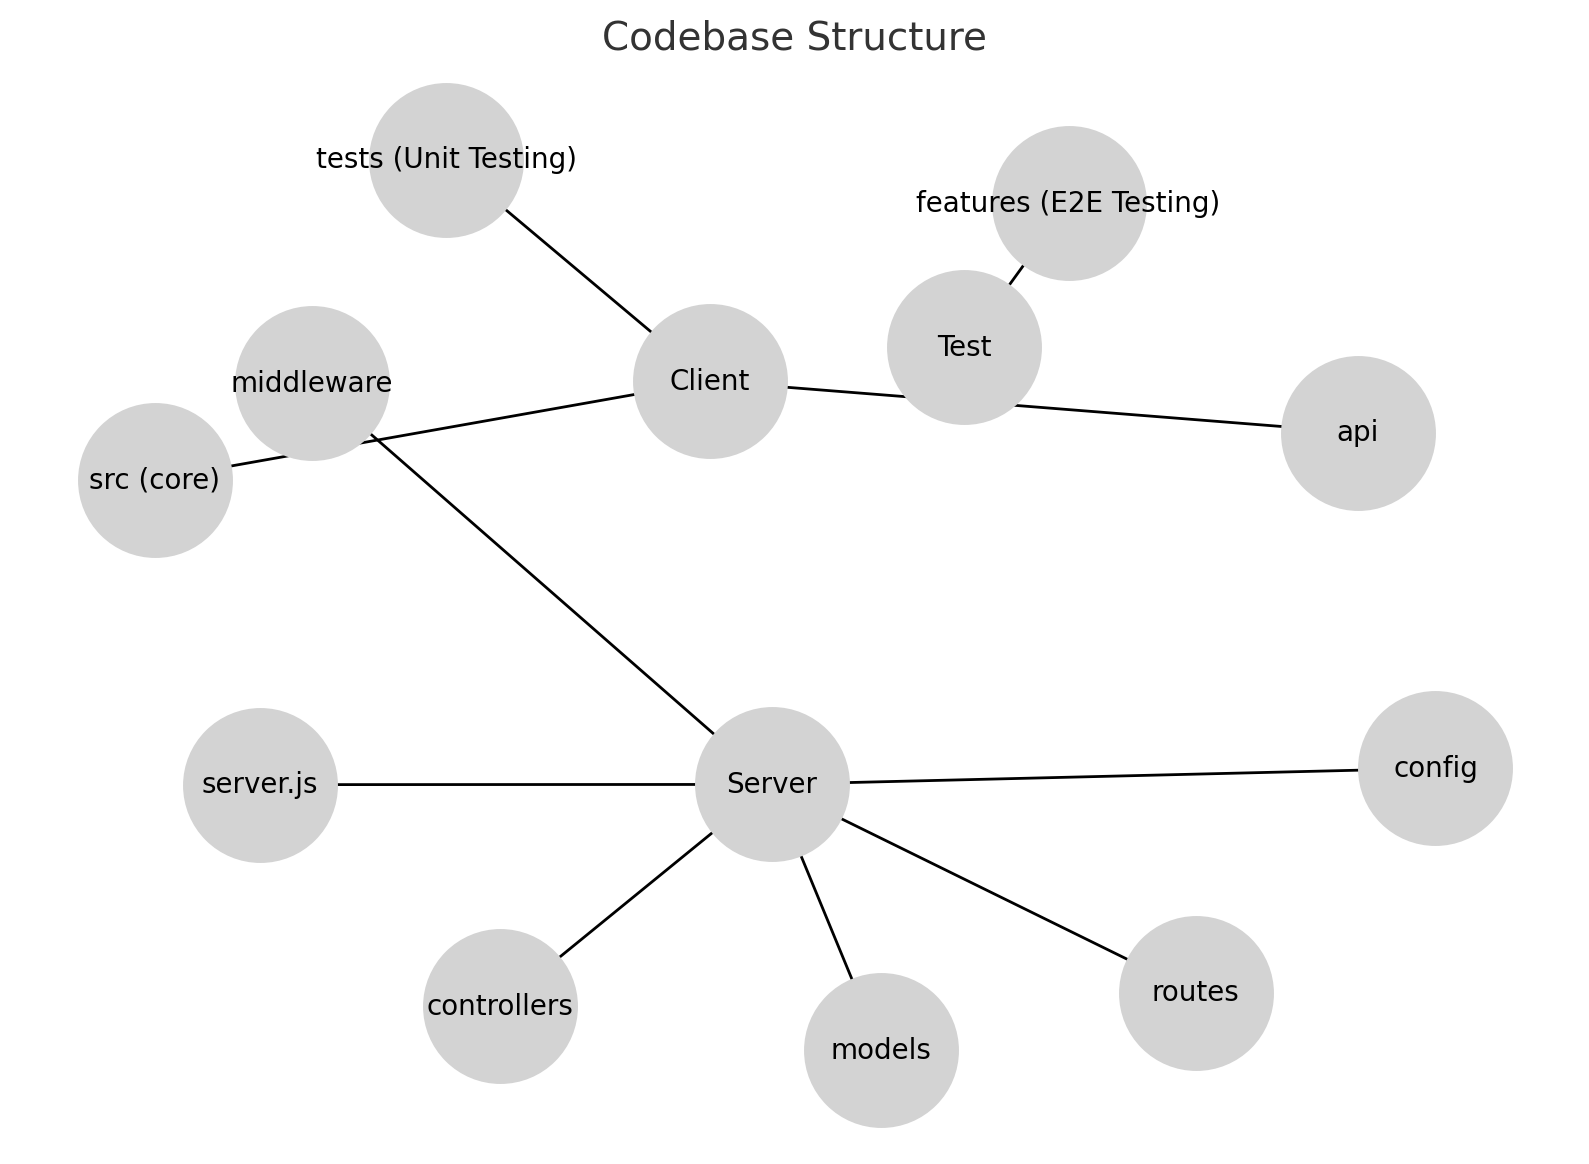 Codebase Structure
tests (Unit Testing)
features (E2E Testing)
Test
Client
middleware
api
src (core)
config
server.js
Server
routes
controllers
models